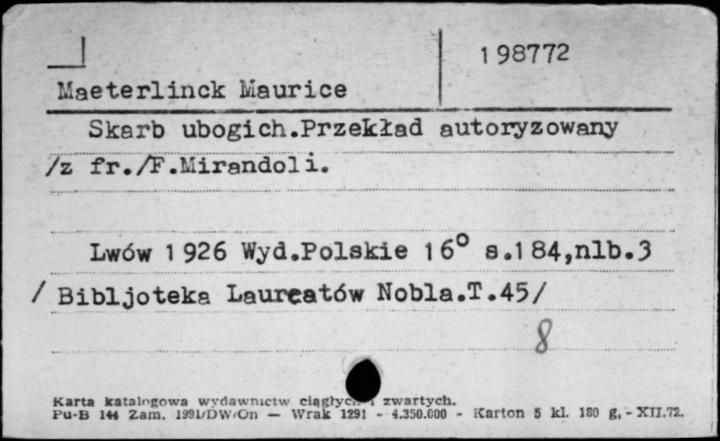 198772
Maeterlinck Maurice
Skarb ubogich.Przekład autoryzowany
/z fr./F.Mirandoli.
Lwów 1926 Wyd.Polskie 16° s.184,nlb.3
/Bibljoteka Laureatów Nobla.T.45/
8
Karta katalogowa wydawnictw ciągłych i zwartych.
Pu-B 144 Zam. 1991/DW/On — Wrak 1291 - 4.350.000 - Karton 5 kl. 180 g, - XII.72.